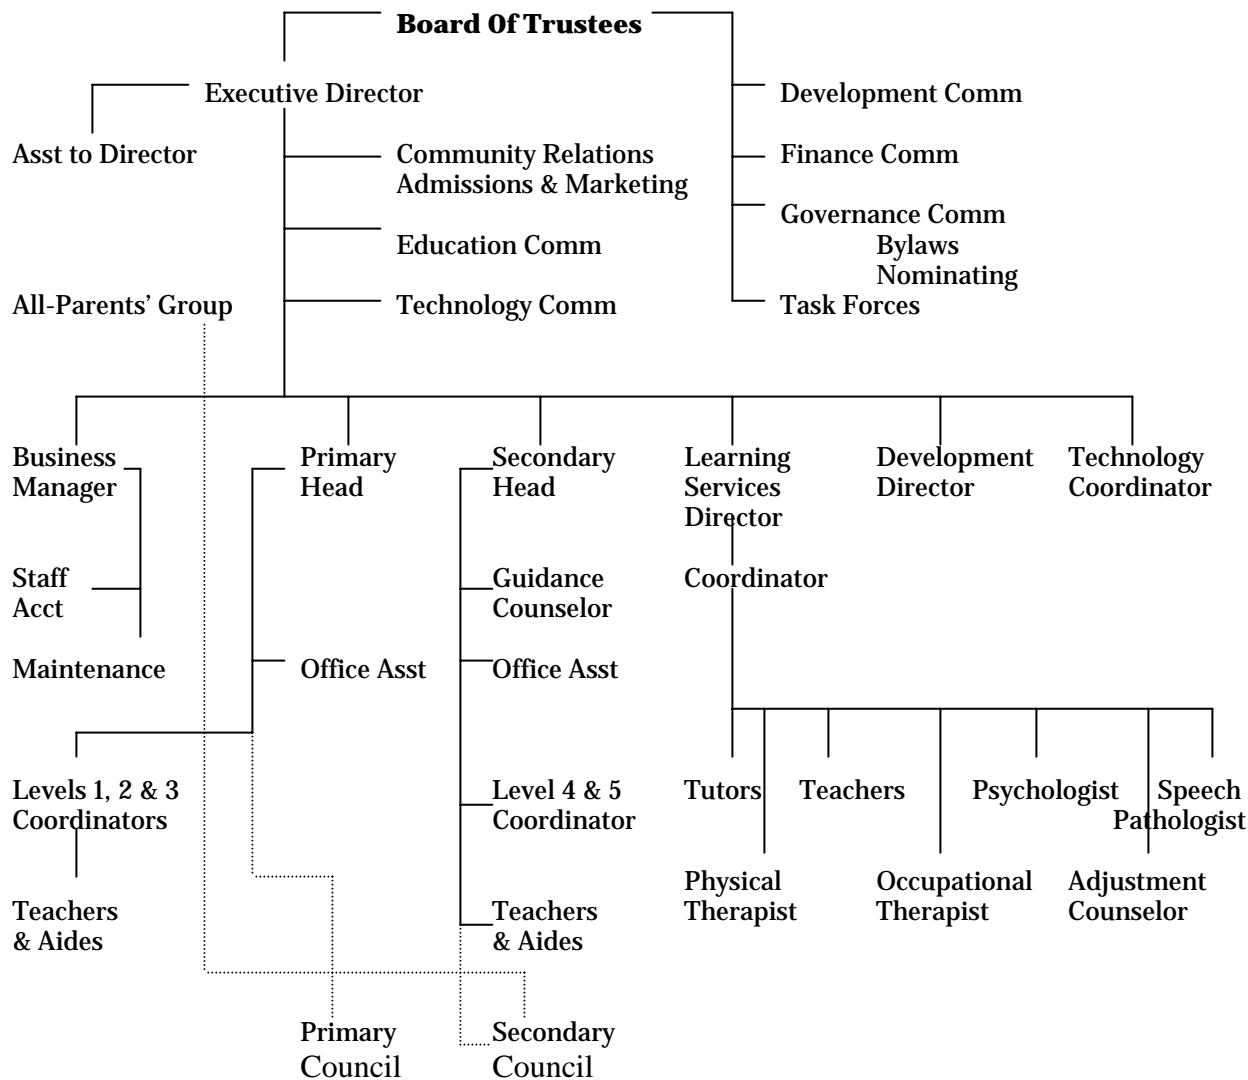 Board Of Trustees
Executive Director
Development Comm
Asst to Director
Community Relations
Admissions & Marketing
Finance Comm
Governance Comm
Bylaws
Nominating
Education Comm
All-Parents' Group
Technology Comm
Task Forces
Business
Manager
Primary
Head
Secondary
Head
Learning
Services
Director
Development
Director
Technology
Coordinator
Staff
Acct
Guidance
Counselor
Coordinator
Maintenance
Office Asst
Office Asst
Levels 1, 2 & 3
Coordinators
Level 4 & 5
Coordinator
Tutors
Teachers
Psychologist
Speech
Pathologist
Physical
Therapist
Occupational
Therapist
Adjustment
Counselor
Teachers
& Aides
Teachers
& Aides
Primary
Council
Secondary
Council